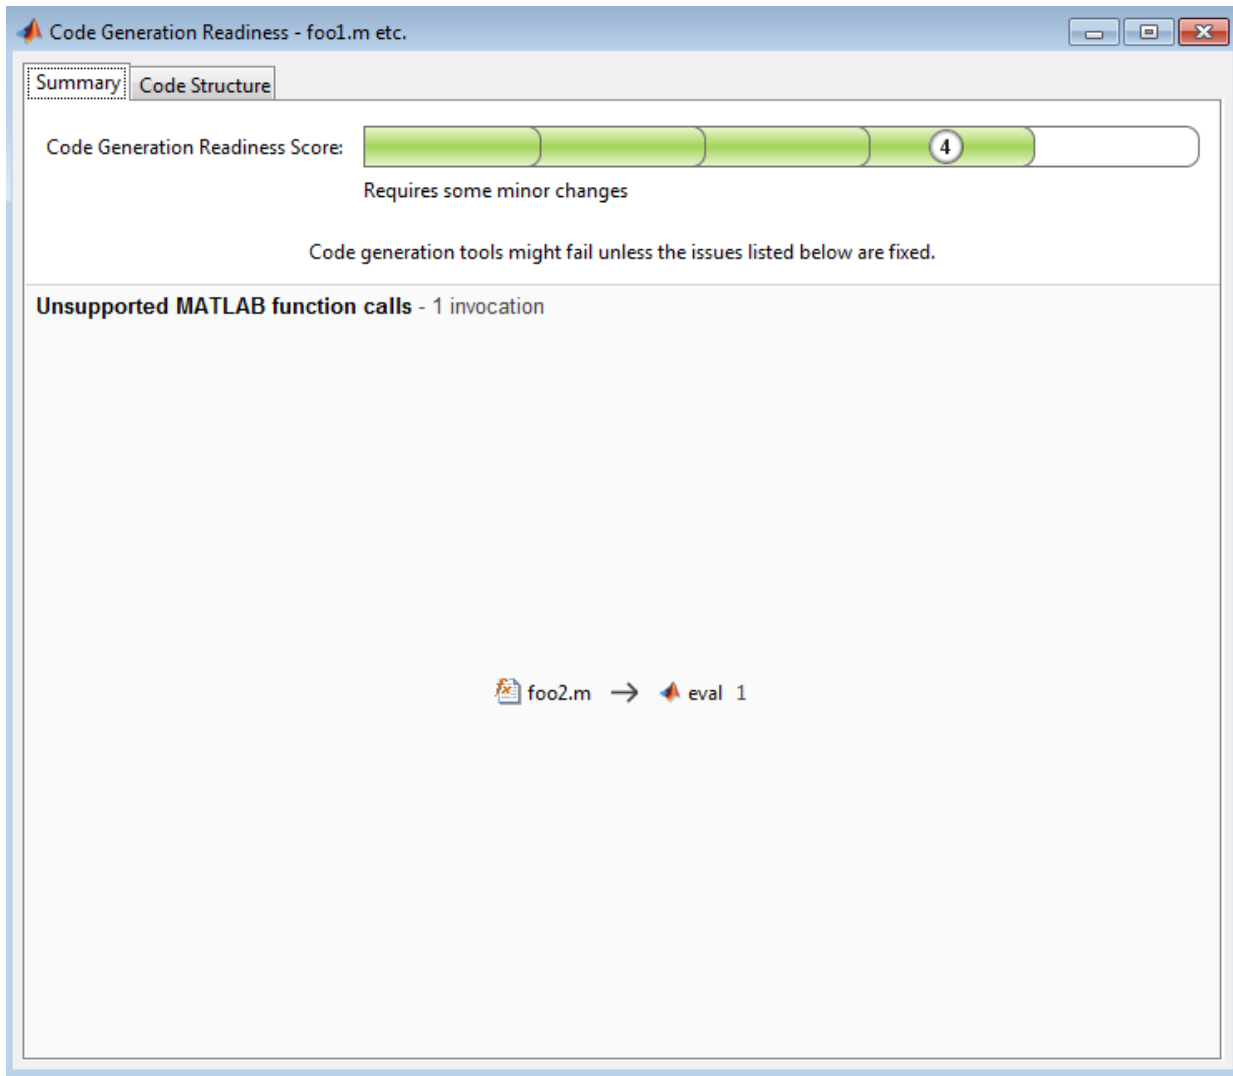 Code Generation Readiness - foo1.m etc.
Summary Code Structure
Code Generation Readiness Score: 4
Requires some minor changes
Code generation tools might fail unless the issues listed below are fixed.
Unsupported MATLAB function calls - 1 invocation
foo2.m → eval 1